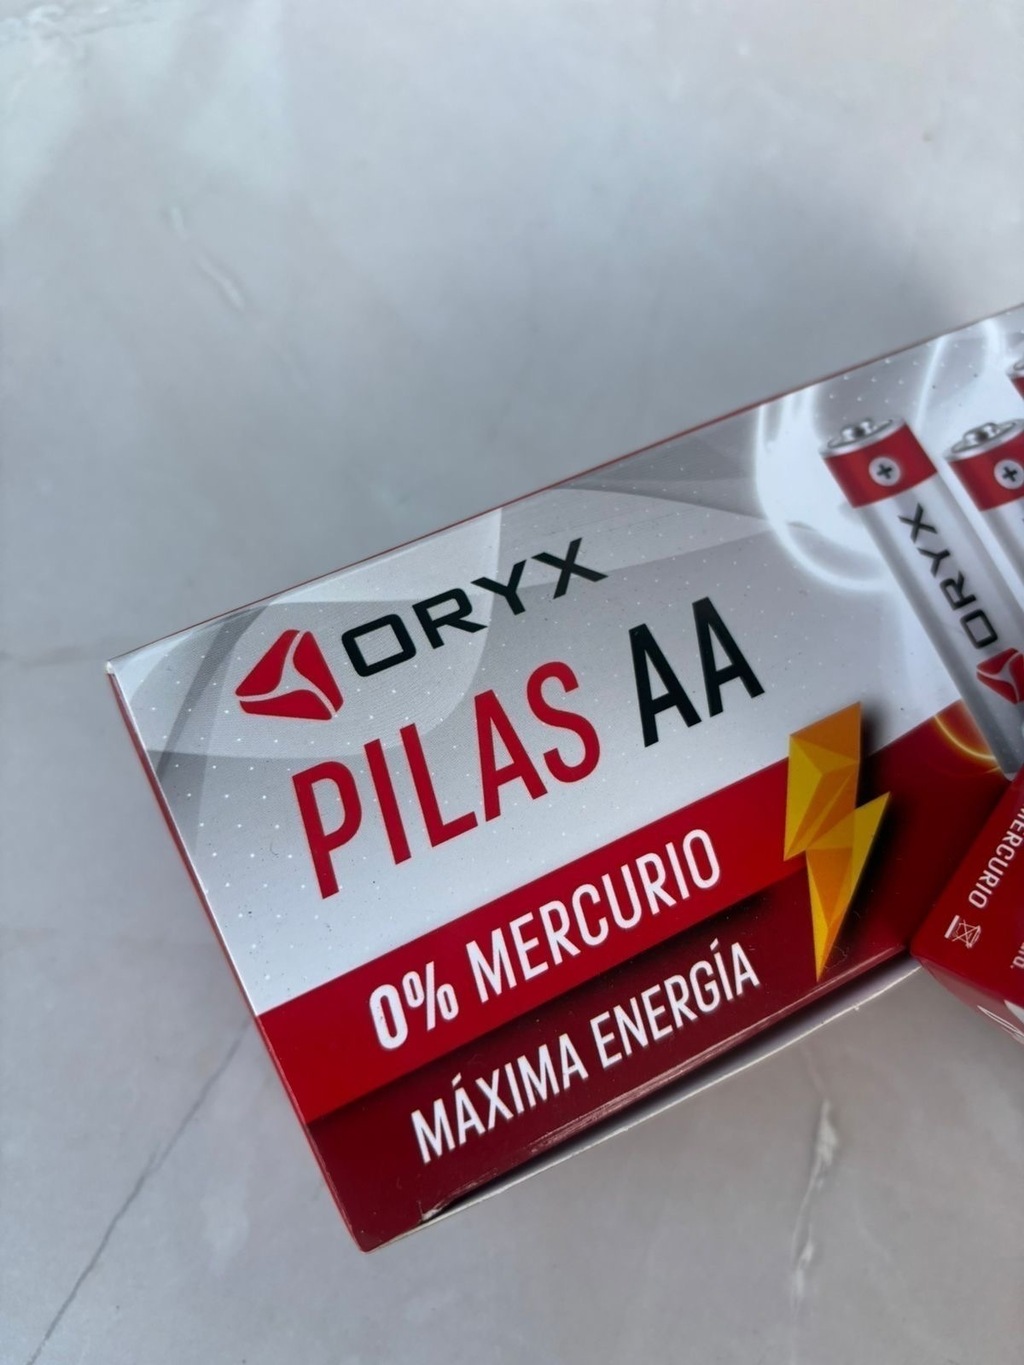 ORYX
PILAS AA
0% MERCURIO
MÁXIMA ENERGÍA
ORYX
MERCURIO